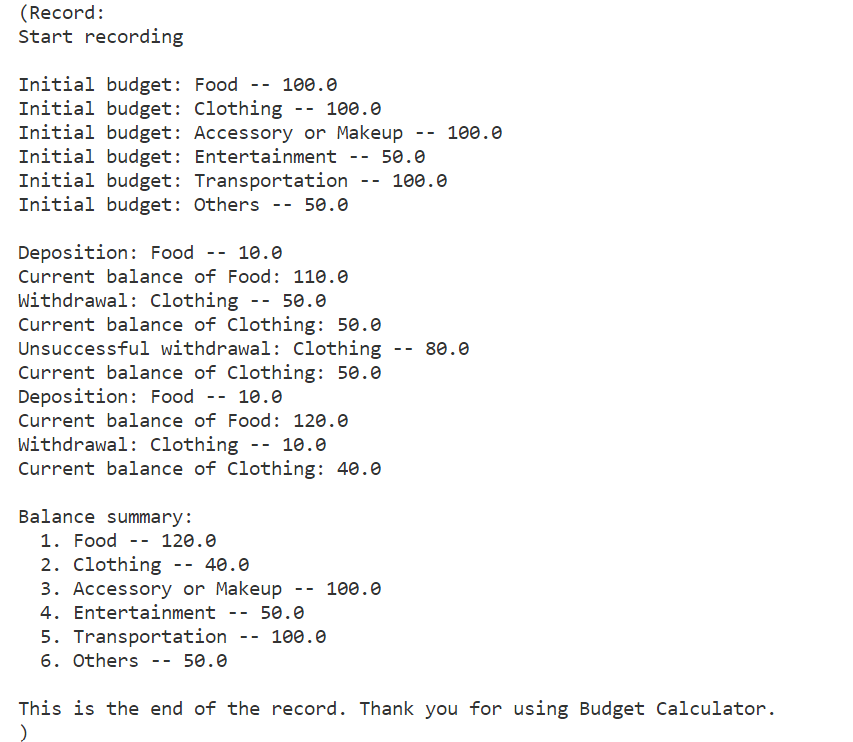 (Record:
Start recording

Initial budget: Food -- 100.0
Initial budget: Clothing -- 100.0
Initial budget: Accessory or Makeup -- 100.0
Initial budget: Entertainment -- 50.0
Initial budget: Transportation -- 100.0
Initial budget: Others -- 50.0

Deposition: Food -- 10.0
Current balance of Food: 110.0
Withdrawal: Clothing -- 50.0
Current balance of Clothing: 50.0
Unsuccessful withdrawal: Clothing -- 80.0
Current balance of Clothing: 50.0
Deposition: Food -- 10.0
Current balance of Food: 120.0
Withdrawal: Clothing -- 10.0
Current balance of Clothing: 40.0

Balance summary:
  1. Food -- 120.0
  2. Clothing -- 40.0
  3. Accessory or Makeup -- 100.0
  4. Entertainment -- 50.0
  5. Transportation -- 100.0
  6. Others -- 50.0

This is the end of the record. Thank you for using Budget Calculator.
)